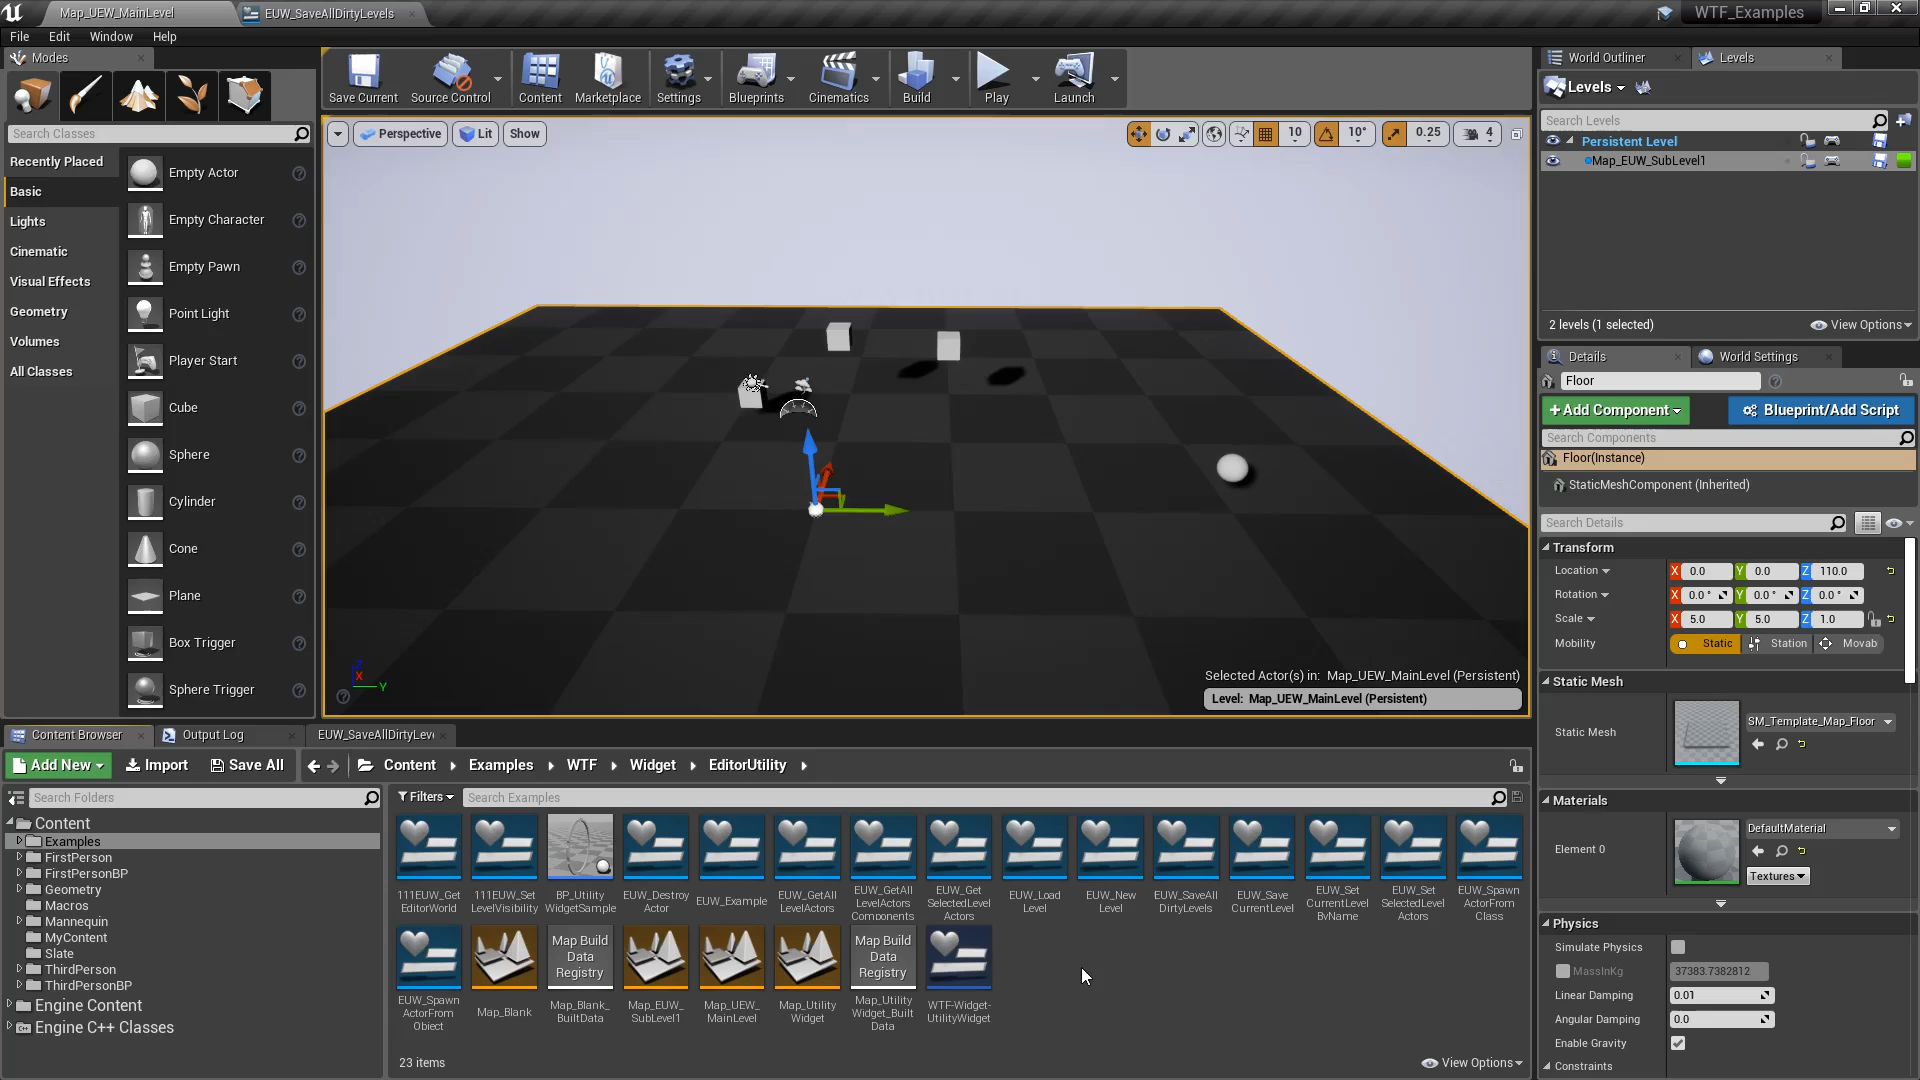 Map_UEW_MainLevel
EUW_SaveAllDirtyLevels
WTF_Examples
File Edit Window Help
Modes
Save Current
Source Control
Content
Marketplace
Settings
Blueprints
Cinematics
Build
Play
Launch
World Outliner
Levels
Levels
Search Levels
Persistent Level
Map_EUW_SubLevel1
2 levels (1 selected)
View Options
Search Classes
Recently Placed
Basic
Lights
Cinematic
Visual Effects
Geometry
Volumes
All Classes
Empty Actor
Empty Character
Empty Pawn
Point Light
Player Start
Cube
Sphere
Cylinder
Cone
Plane
Box Trigger
Sphere Trigger
Perspective
Lit
Show
10
10°
0.25
4
Z
X
Y
Selected Actor(s) in: Map_UEW_MainLevel (Persistent)
Level: Map_UEW_MainLevel (Persistent)
Details
World Settings
Floor
+Add Component
Blueprint/Add Script
Search Components
Floor(Instance)
StaticMeshComponent (Inherited)
Search Details
Transform
Location X 0.0 Y 0.0 Z 110.0
Rotation X 0.0 ° Y 0.0 ° Z 0.0 °
Scale X 5.0 Y 5.0 Z 1.0
Mobility Static Station Movab
Static Mesh
Static Mesh
SM_Template_Map_Floor
Materials
Element 0
DefaultMaterial
Textures
Physics
Simulate Physics
MassInKg 37383.7382812
Linear Damping 0.01
Angular Damping 0.0
Enable Gravity
Constraints
Content Browser
Output Log
EUW_SaveAllDirtyLeve
Add New
Import
Save All
Content
Examples
WTF
Widget
EditorUtility
Search Folders
Filters
Search Examples
Content
Examples
FirstPerson
FirstPersonBP
Geometry
Macros
Mannequin
MyContent
Slate
ThirdPerson
ThirdPersonBP
Engine Content
Engine C++ Classes
111EUW_Get
EditorWorld
111EUW_Set
LevelVisibility
BP_Utility
WidgetSample
EUW_Destroy
Actor
EUW_Example
EUW_GetAll
LevelActors
EUW_GetAll
LevelActors
Components
EUW_Get
SelectedLevel
Actors
EUW_Load
Level
EUW_New
Level
EUW_SaveAll
DirtyLevels
EUW_Save
CurrentLevel
EUW_Set
CurrentLevel
ByName
EUW_Set
SelectedLevel
Actors
EUW_Spawn
ActorFrom
Class
EUW_Spawn
ActorFrom
Object
Map_Blank
Map Build
Data
Registry
Map_Blank_
BuiltData
Map_EUW_
SubLevel1
Map_UEW_
MainLevel
Map_Utility
Widget
Map Build
Data
Registry
Map_Utility
Widget_Built
Data
WTF-Widget-
UtilityWidget
23 items
View Options